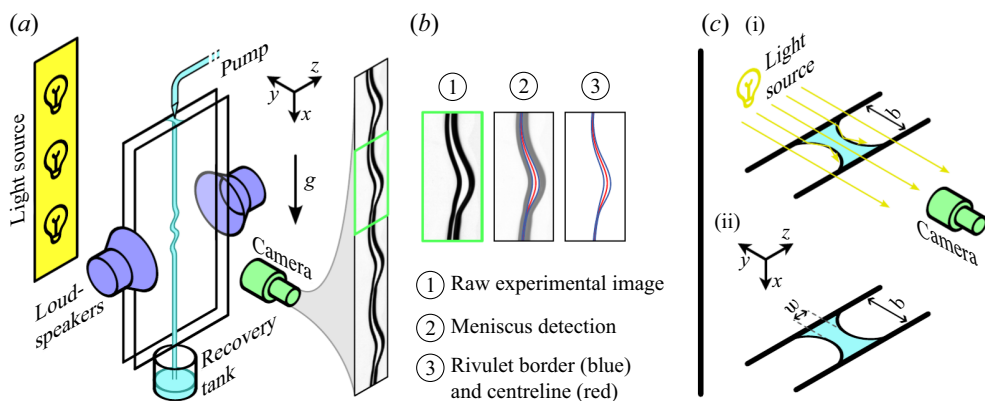 (a)
Light source
Pump
y
z
x
g
Loud-
speakers
Camera
Recovery
tank
(b)
1
2
3
1 Raw experimental image
2 Meniscus detection
3 Rivulet border (blue)
and centreline (red)
(c)
(i)
Light
source
b
Camera
(ii)
y
z
x
w
b